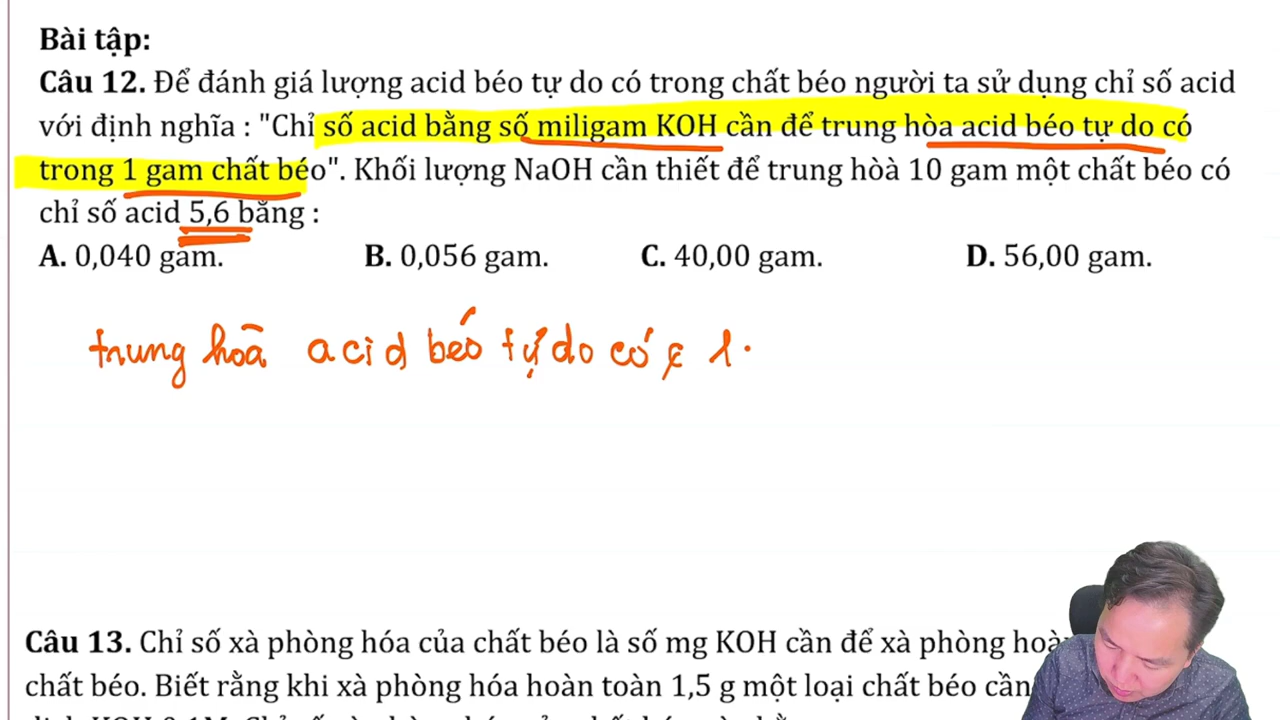 Bài tập:
Câu 12. Để đánh giá lượng acid béo tự do có trong chất béo người ta sử dụng chỉ số acid
với định nghĩa : "Chỉ số acid bằng số miligam KOH cần để trung hòa acid béo tự do có
trong 1 gam chất béo". Khối lượng NaOH cần thiết để trung hoà 10 gam một chất béo có
chỉ số acid 5,6 bằng :
A. 0,040 gam. B. 0,056 gam. C. 40,00 gam. D. 56,00 gam.
trung hoà acid béo tự do có
Câu 13. Chỉ số xà phòng hóa của chất béo là số mg KOH cần để xà phòng
chất béo. Biết rằng khi xà phòng hóa hoàn toàn 1,5 g một loại chất béo cần